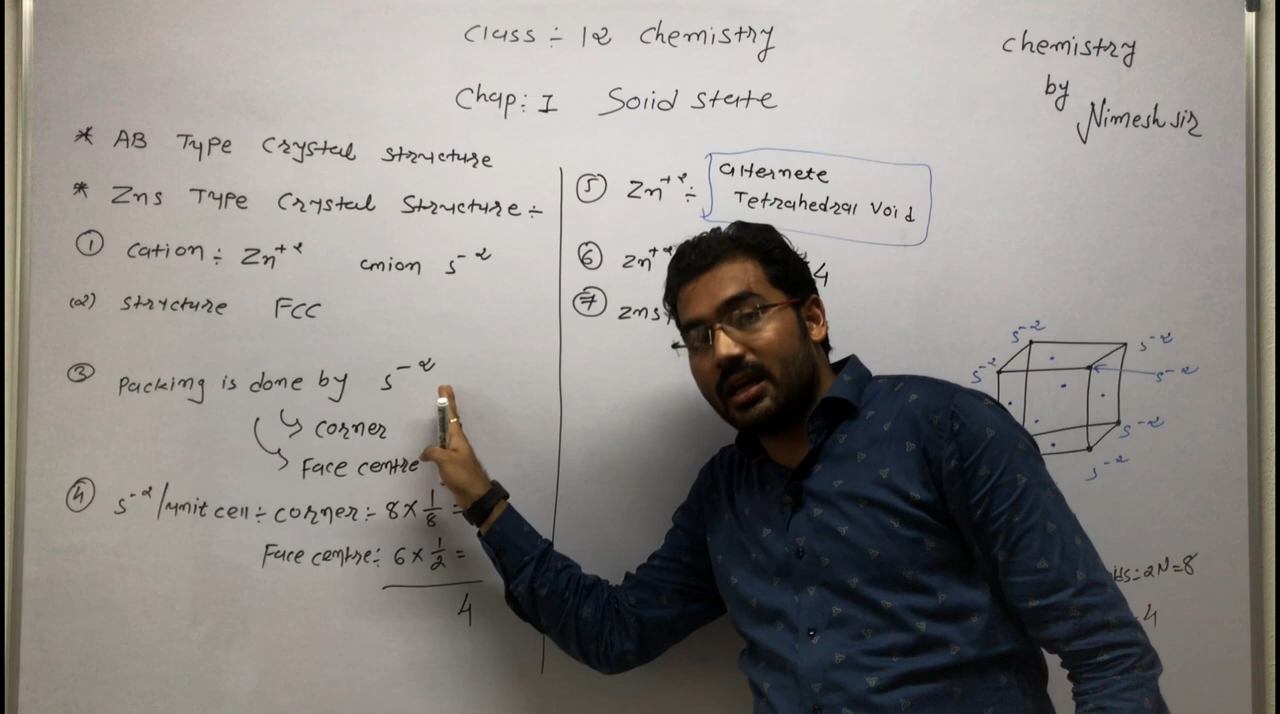 Class ÷ 12 Chemistry
Chap: I Solid State
Chemistry
by
Nimesh sir
* AB Type Crystal Structure
* Zns Type Crystal Structure ÷
① Cation ÷ Zn⁺² anion s⁻²
(2) Structure FCC
③ Packing is done by s⁻²
↳ Corner
↳ Face centre
④ s⁻²/unit cell ÷ corner ÷ 8 × 1/8 =
Face centre: 6 × 1/2 =
4
⑤ Zn⁺² ÷ alternete
Tetrahedral Void
⑥ Zn⁺² 4
⑦ zns
s⁻² s⁻²
s⁻² s⁻²
s⁻²
s⁻²
=2N=8
=4